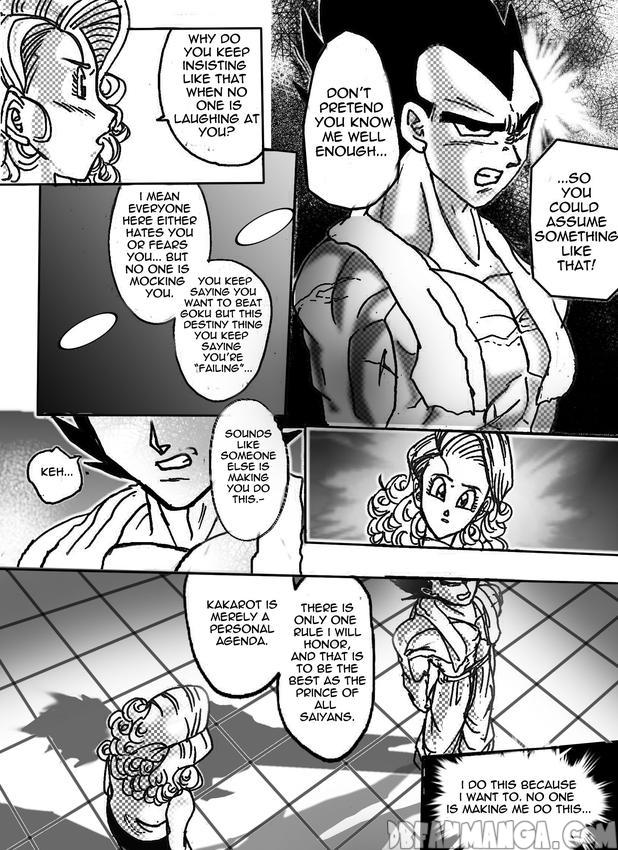 WHY DO
YOU KEEP
INSISTING
LIKE THAT
WHEN NO
ONE IS
LAUGHING AT
YOU?
DON'T
PRETEND
YOU KNOW
ME WELL
ENOUGH...
...SO
YOU
COULD
ASSUME
SOMETHING
LIKE
THAT!
I MEAN
EVERYONE
HERE EITHER
HATES YOU
OR FEARS
YOU... BUT
NO ONE IS
MOCKING
YOU.
YOU KEEP
SAYING YOU
WANT TO BEAT
GOKU BUT THIS
DESTINY THING
YOU KEEP
SAYING
YOU'RE
"FAILING"...
SOUNDS
LIKE
SOMEONE
ELSE IS
MAKING
YOU DO
THIS.-
KEH...
KAKAROT IS
MERELY A
PERSONAL
AGENDA.
THERE IS
ONLY ONE
RULE I WILL
HONOR,
AND THAT IS
TO BE THE
BEST AS THE
PRINCE OF
ALL
SAIYANS.
I DO THIS BECAUSE
I WANT TO. NO ONE
IS MAKING ME DO THIS...
DBFANMANGA.COM